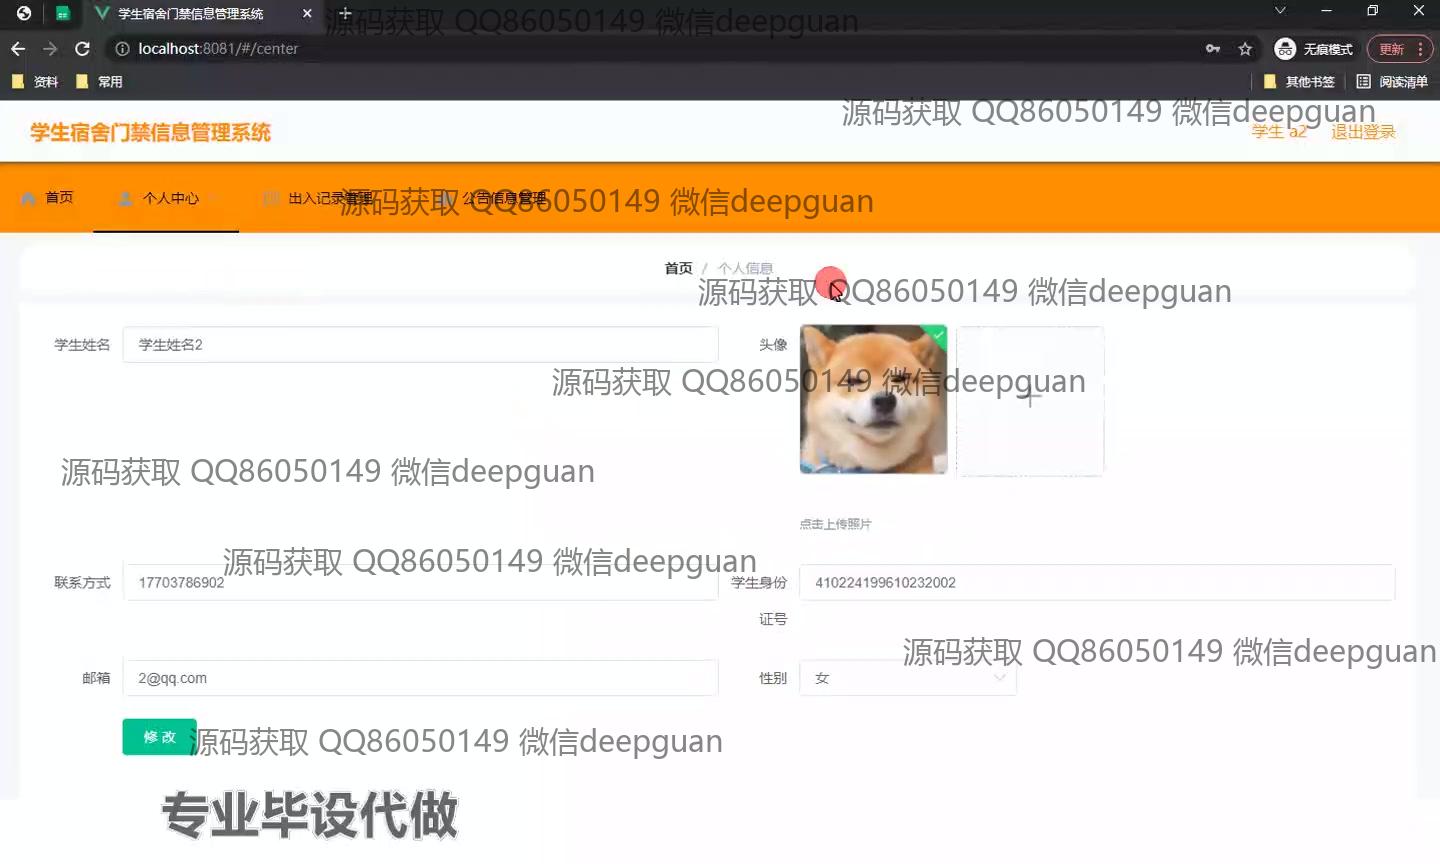 学生宿舍门禁信息管理系统
源码获取 QQ86050149 微信deepguan
localhost:8081/#/center
无痕模式
更新
资料
常用
其他书签
阅读清单
源码获取 QQ86050149 微信deepguan
学生宿舍门禁信息管理系统
学生 a2
退出登录
首页
个人中心
出入记录管理
公告信息管理
源码获取 QQ86050149 微信deepguan
首页 / 个人信息
源码获取 QQ86050149 微信deepguan
学生姓名
学生姓名2
头像
源码获取 QQ86050149 微信deepguan
源码获取 QQ86050149 微信deepguan
点击上传照片
源码获取 QQ86050149 微信deepguan
联系方式
17703786902
学生身份
证号
410224199610232002
源码获取 QQ86050149 微信deepguan
邮箱
2@qq.com
性别
女
修改
源码获取 QQ86050149 微信deepguan
专业毕设代做